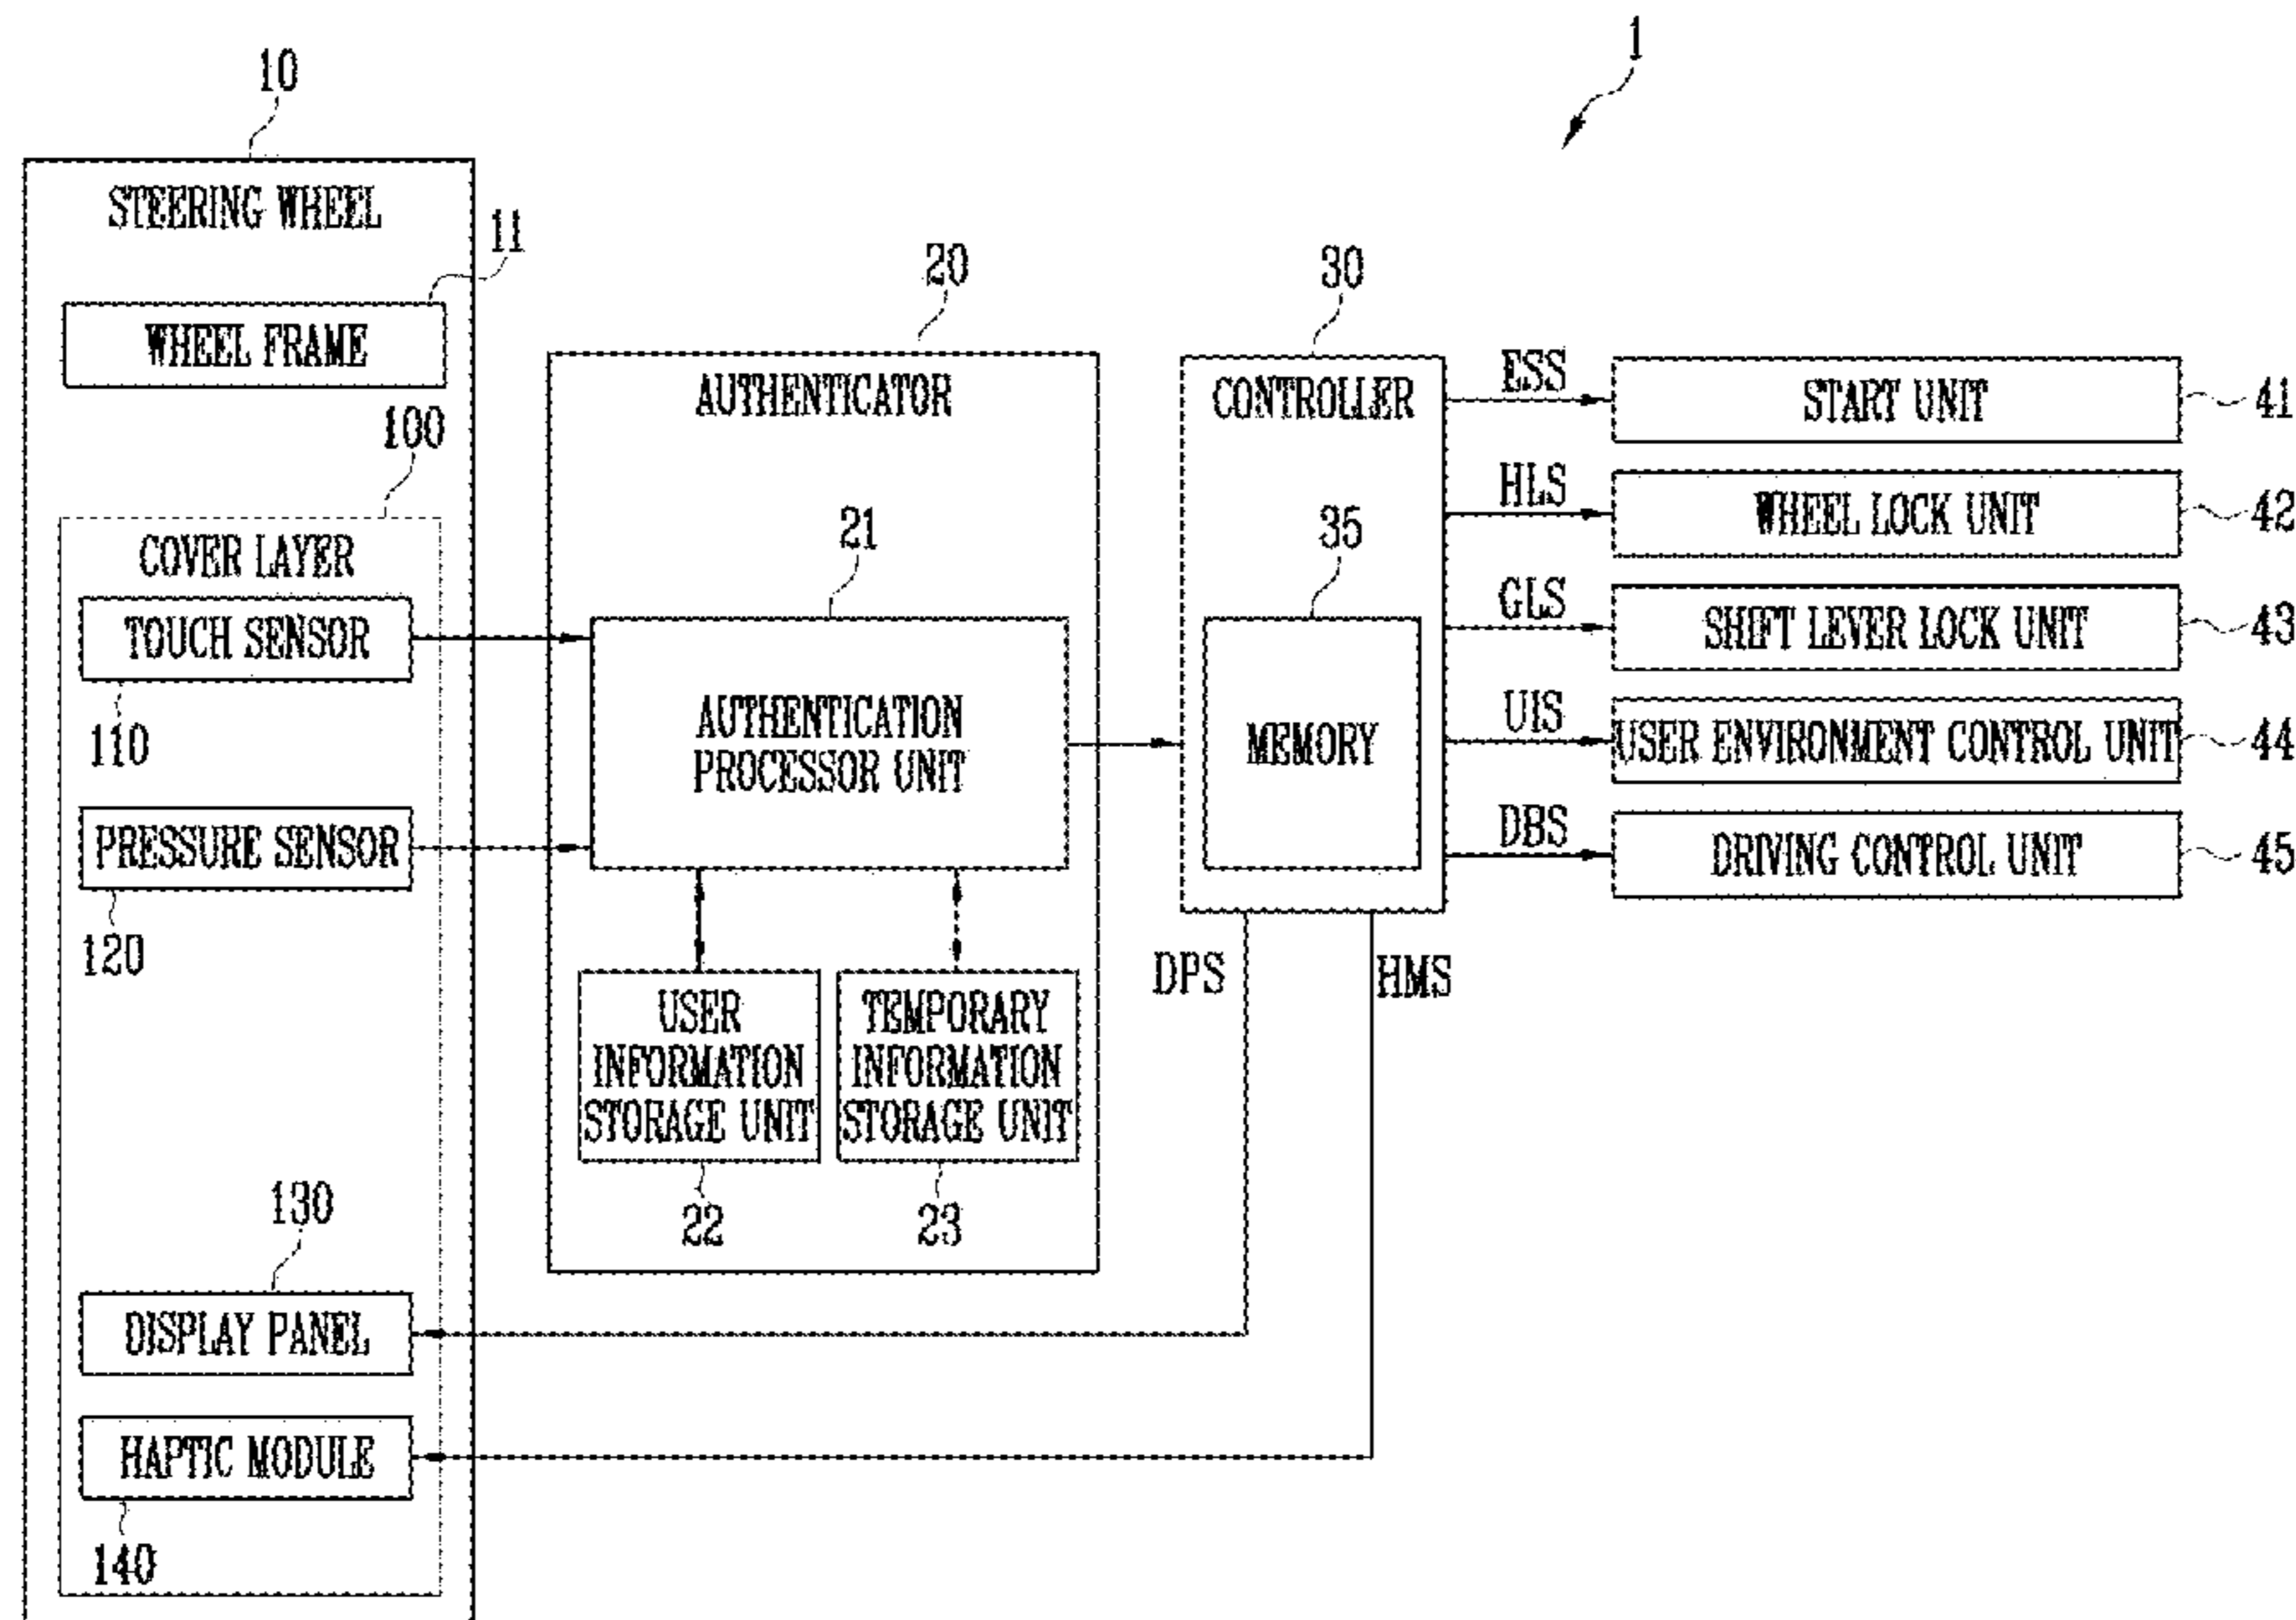 1
10
STEERING WHEEL
11
WHEEL FRAME
100
COVER LAYER
TOUCH SENSOR
110
PRESSURE SENSOR
120
130
DISPLAY PANEL
HAPTIC MODULE
140
20
AUTHENTICATOR
21
AUTHENTICATION
PROCESSOR UNIT
USER
INFORMATION
STORAGE UNIT
22
TEMPORARY
INFORMATION
STORAGE UNIT
23
30
CONTROLLER
35
MEMORY
DPS
HMS
ESS
START UNIT
41
HLS
WHEEL LOCK UNIT
42
GLS
SHIFT LEVER LOCK UNIT
43
UIS
USER ENVIRONMENT CONTROL UNIT
44
DBS
DRIVING CONTROL UNIT
45